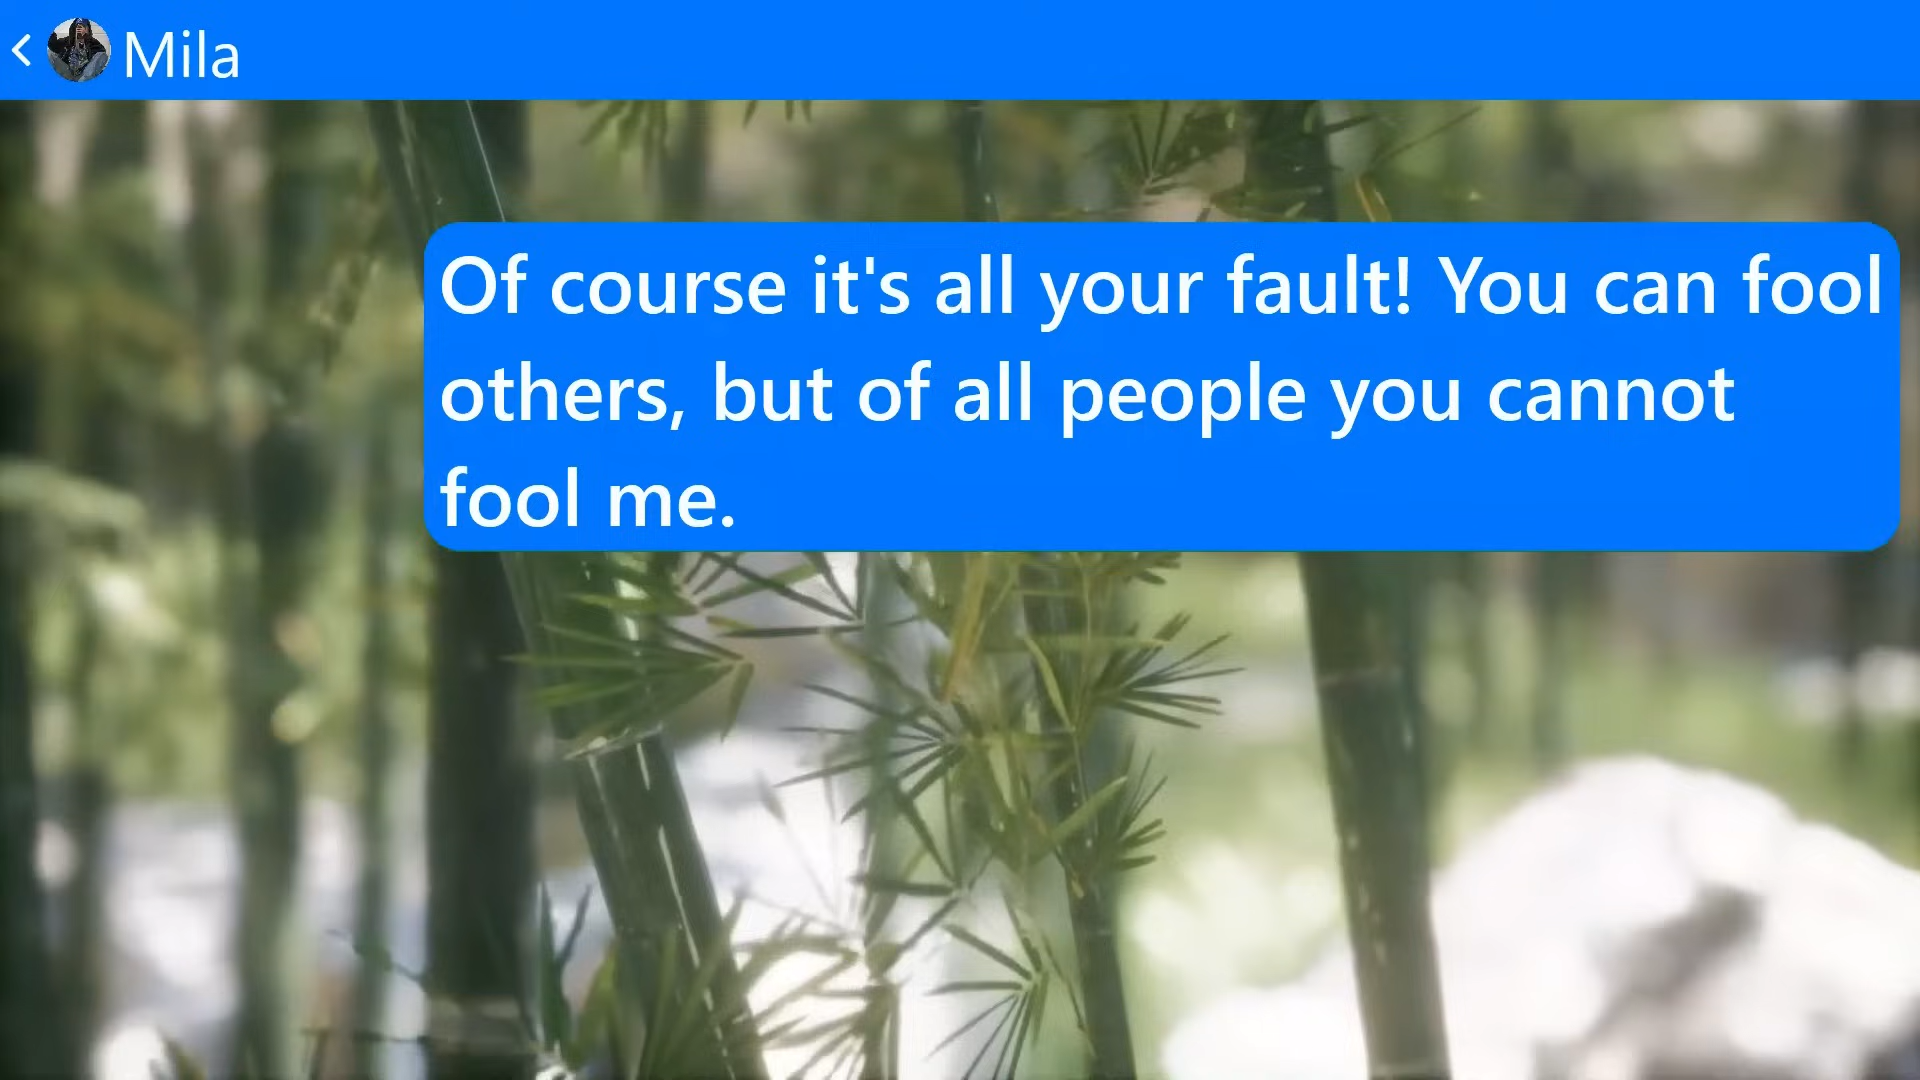 Mila
Of course it's all your fault! You can fool
others, but of all people you cannot
fool me.